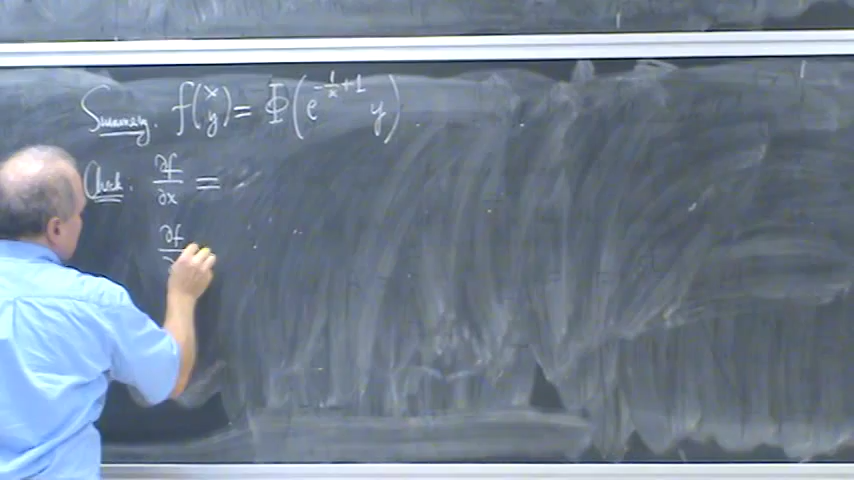 Summary. f(x y) = Φ(e^{-1/x+1} y)
Check. ∂f/∂x =
∂f/∂